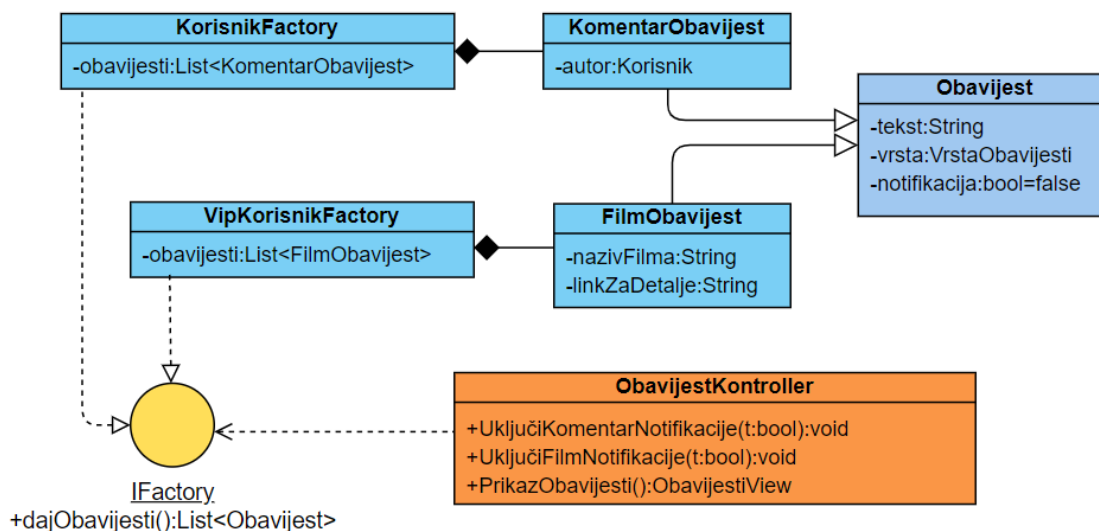 KorisnikFactory
-obavijesti:List<KomentarObavijest>
KomentarObavijest
-autor:Korisnik
Obavijest
-tekst:String
-vrsta:VrstaObavijesti
-notifikacija:bool=false
VipKorisnikFactory
-obavijesti:List<FilmObavijest>
FilmObavijest
-nazivFilma:String
-linkZaDetalje:String
ObavijestKontroller
+UključiKomentarNotifikacije(t:bool):void
+UključiFilmNotifikacije(t:bool):void
+PrikazObavijesti():ObavijestiView
IFactory
+dajObavijesti():List<Obavijest>